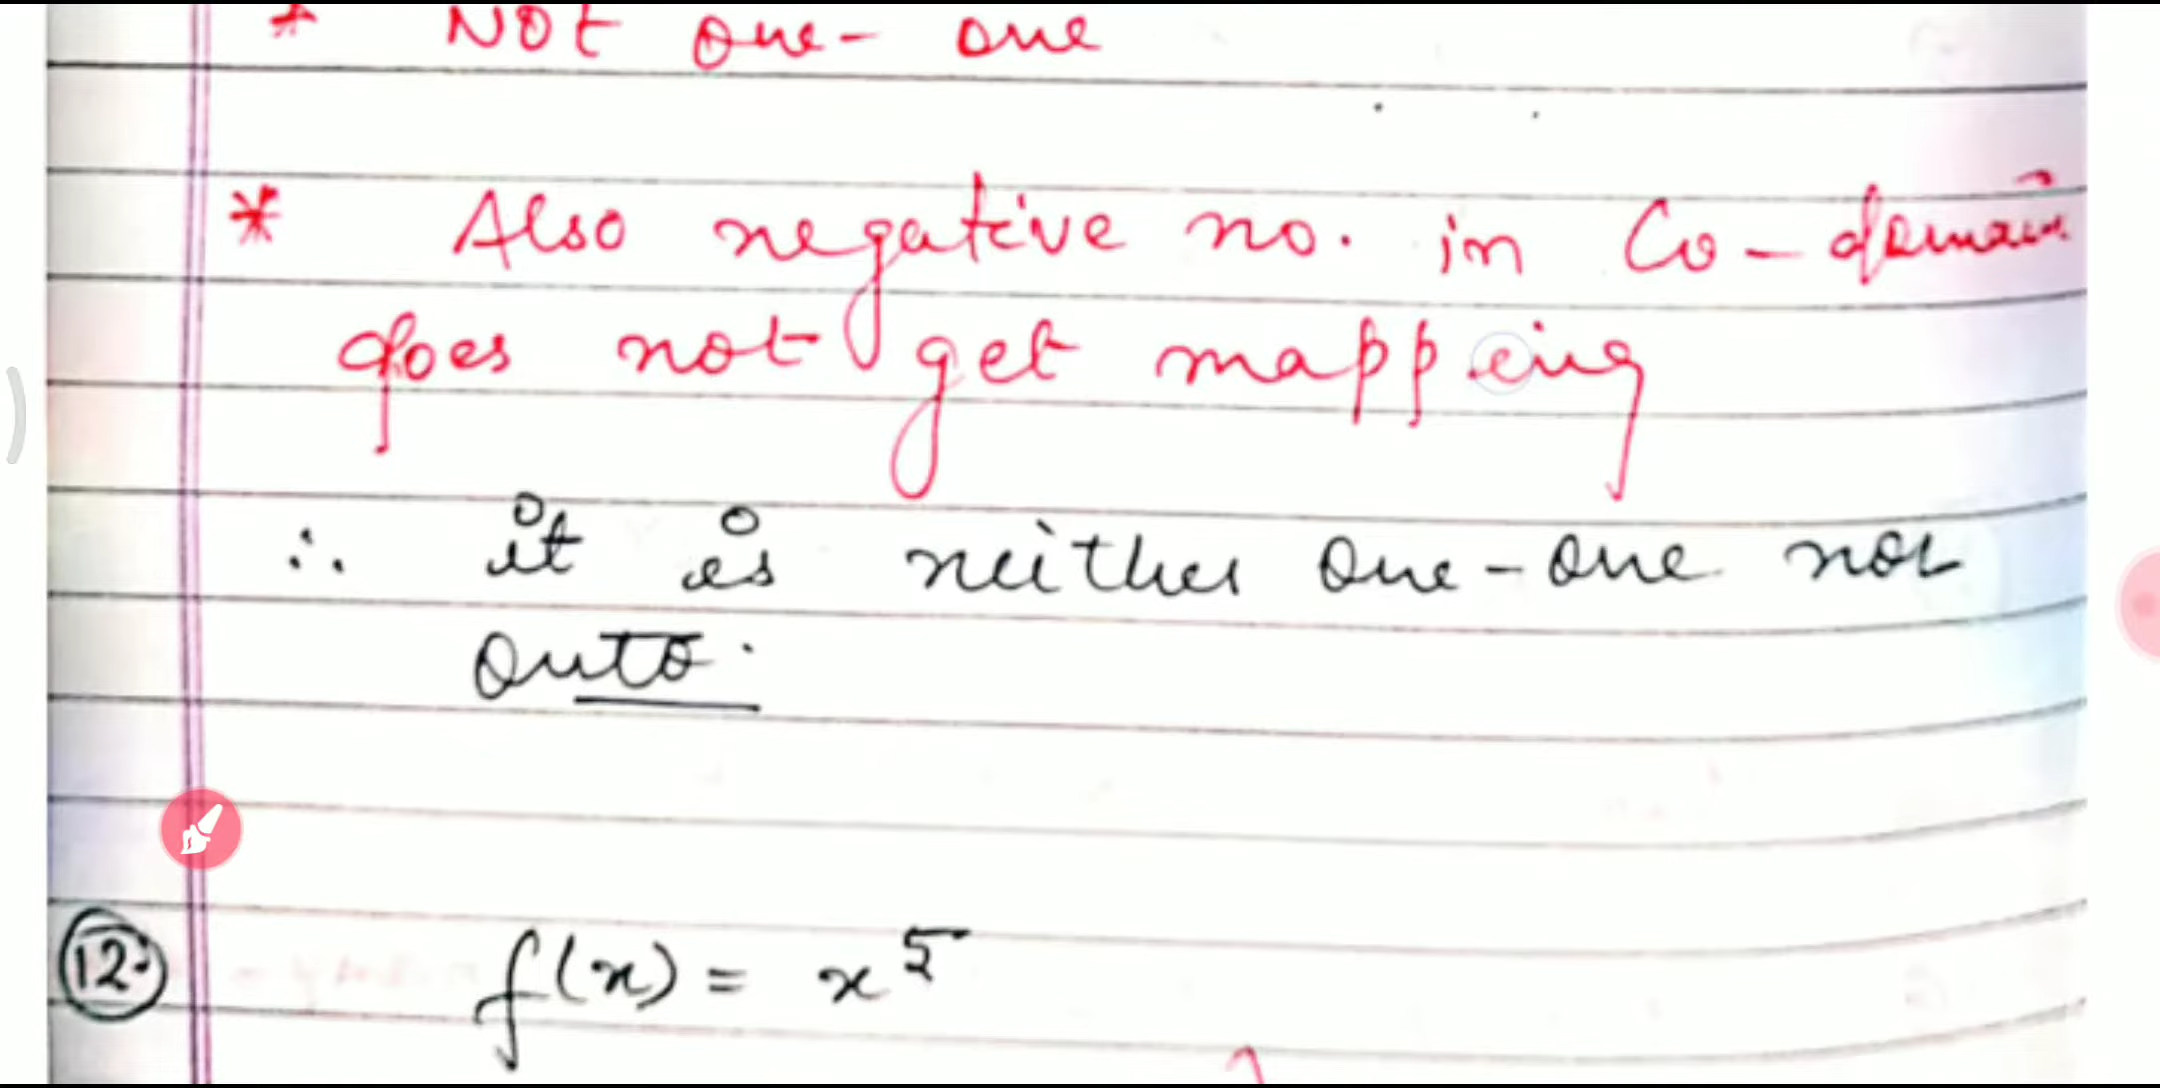 * Not one-one
* Also negative no. in Co-domain
does not get mapping
∴ it is neither one-one nor
onto.
12. f(x) = x⁵